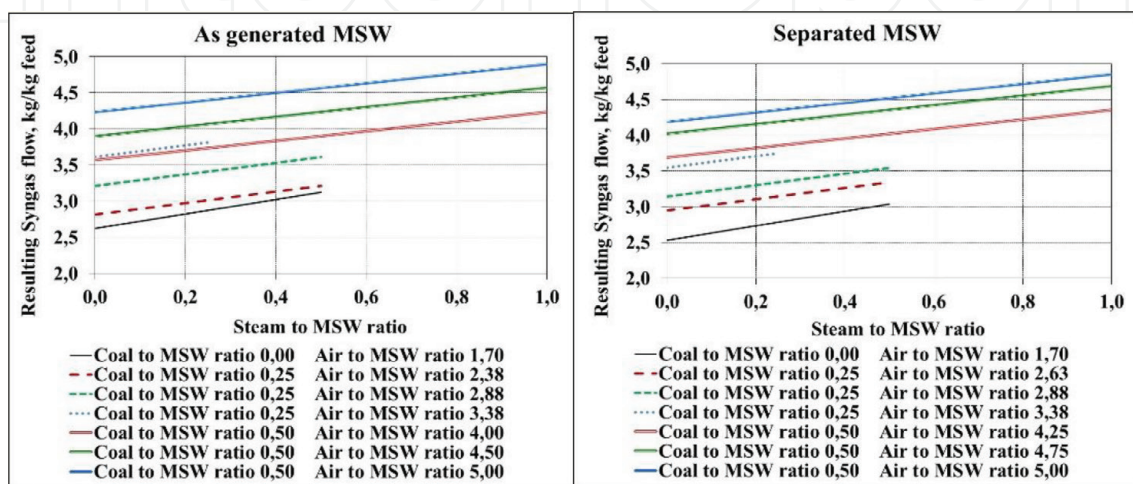 As generated MSW
Resulting Syngas flow, kg/kg feed
5,0
4,5
4,0
3,5
3,0
2,5
2,0
0,0 0,2 0,4 0,6 0,8 1,0
Steam to MSW ratio
Coal to MSW ratio 0,00 Air to MSW ratio 1,70
Coal to MSW ratio 0,25 Air to MSW ratio 2,38
Coal to MSW ratio 0,25 Air to MSW ratio 2,88
Coal to MSW ratio 0,25 Air to MSW ratio 3,38
Coal to MSW ratio 0,50 Air to MSW ratio 4,00
Coal to MSW ratio 0,50 Air to MSW ratio 4,50
Coal to MSW ratio 0,50 Air to MSW ratio 5,00
Separated MSW
Resulting Syngas flow, kg/kg feed
5,0
4,5
4,0
3,5
3,0
2,5
2,0
0,0 0,2 0,4 0,6 0,8 1,0
Steam to MSW ratio
Coal to MSW ratio 0,00 Air to MSW ratio 1,70
Coal to MSW ratio 0,25 Air to MSW ratio 2,63
Coal to MSW ratio 0,25 Air to MSW ratio 2,88
Coal to MSW ratio 0,25 Air to MSW ratio 3,38
Coal to MSW ratio 0,50 Air to MSW ratio 4,25
Coal to MSW ratio 0,50 Air to MSW ratio 4,75
Coal to MSW ratio 0,50 Air to MSW ratio 5,00